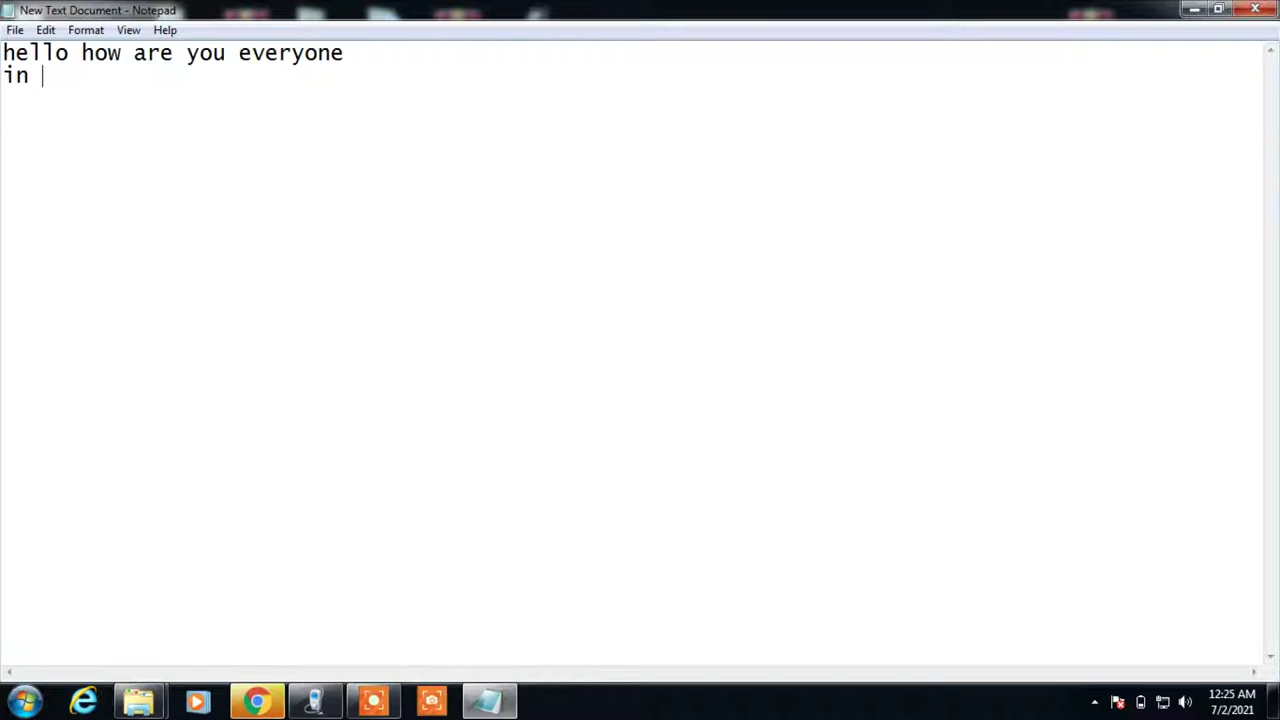 New Text Document - Notepad
File Edit Format View Help
hello how are you everyone
in
12:25 AM
7/2/2021